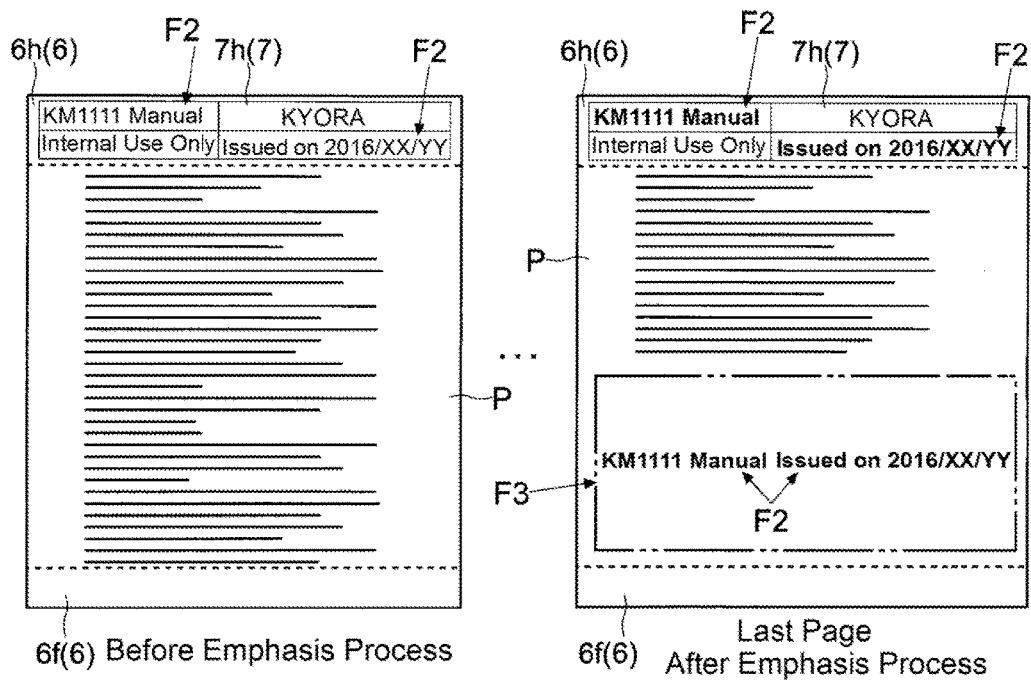 6h(6) F2 7h(7) F2
KM1111 Manual KYORA
Internal Use Only Issued on 2016/XX/YY
P
6f(6) Before Emphasis Process
...
6h(6) F2 7h(7) F2
KM1111 Manual KYORA
Internal Use Only Issued on 2016/XX/YY
P
KM1111 Manual Issued on 2016/XX/YY
F3
F2
6f(6) Last Page
After Emphasis Process